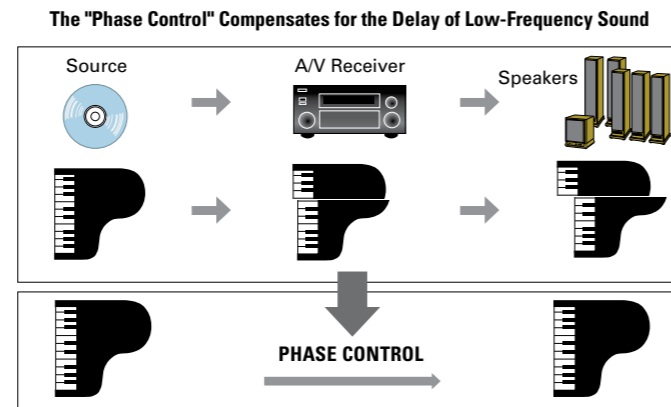 The "Phase Control" Compensates for the Delay of Low-Frequency Sound
Source
A/V Receiver
Speakers
PHASE CONTROL